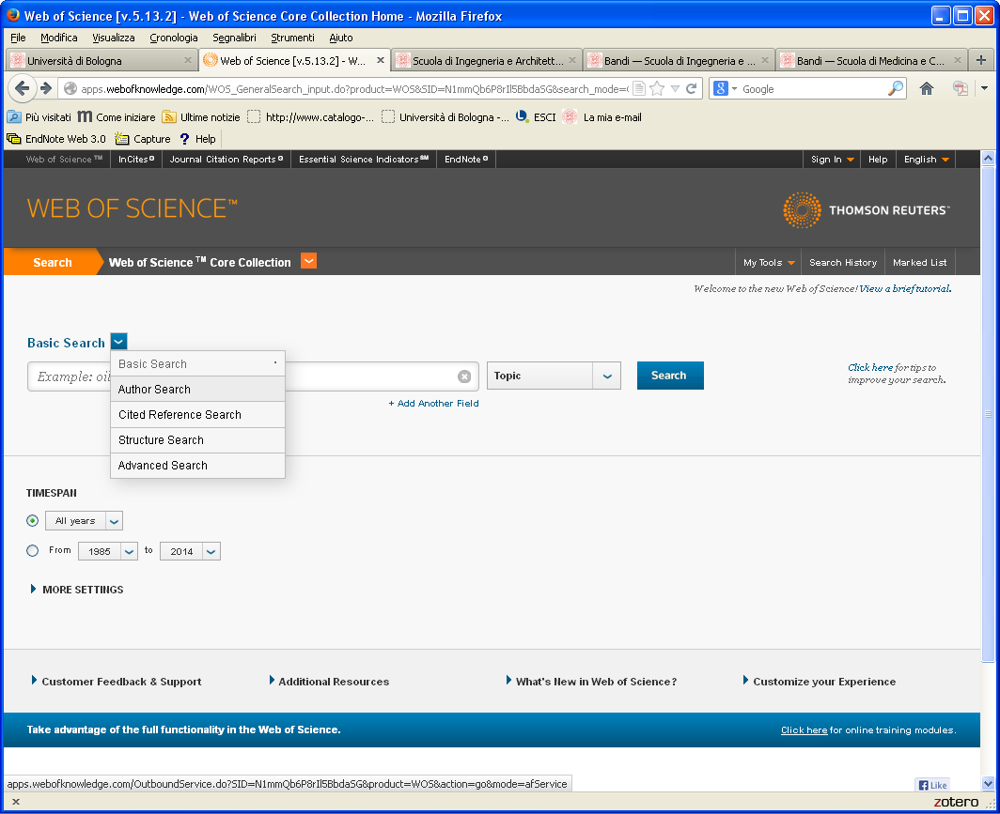 Web of Science [v.5.13.2] - Web of Science Core Collection Home - Mozilla Firefox
File Modifica Visualizza Cronologia Segnalibri Strumenti Aiuto
Università di Bologna × Web of Science [v.5.13.2] - W... × Scuola di Ingegneria e Architett... × Bandi — Scuola di Ingegneria e ... × Bandi — Scuola di Medicina e C... × +
apps.webofknowledge.com/WOS_GeneralSearch_input.do?product=WOS&SID=N1mmQb6P8rIl5BbdaSG&search_mode=G Google
Più visitati Come iniziare Ultime notizie http://www.catalogo-... Università di Bologna -... ESCI La mia e-mail
EndNote Web 3.0 Capture ? Help
Web of Science™ InCites Journal Citation Reports Essential Science Indicators℠ EndNote Sign In Help English
WEB OF SCIENCE™ THOMSON REUTERS™
Search Web of Science™ Core Collection My Tools Search History Marked List
Welcome to the new Web of Science! View a brief tutorial.
Basic Search
Basic Search
Example: oil Topic Search
Click here for tips to
improve your search.
Author Search
+ Add Another Field
Cited Reference Search
Structure Search
Advanced Search
TIMESPAN
All years
From 1985 to 2014
MORE SETTINGS
Customer Feedback & Support Additional Resources What's New in Web of Science? Customize your Experience
Take advantage of the full functionality in the Web of Science. Click here for online training modules.
apps.webofknowledge.com/OutboundService.do?SID=N1mmQb6P8rIl5BbdaSG&product=WOS&action=go&mode=afService
Like
× zotero